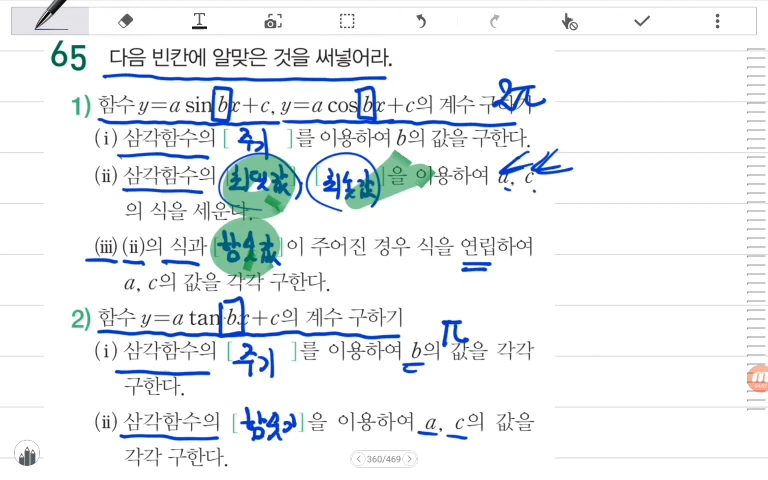 65 다음 빈칸에 알맞은 것을 써넣어라.
1) 함수 y=a sin bx+c, y=a cos bx+c의 계수 구하기 2π
(i) 삼각함수의 [ 주기 ]를 이용하여 b의 값을 구한다.
(ii) 삼각함수의 [최댓값], [최솟값]을 이용하여 a, c
의 식을 세운다.
(iii) (ii)의 식과 [함숫값]이 주어진 경우 식을 연립하여
a, c의 값을 각각 구한다.
2) 함수 y=a tan bx+c의 계수 구하기
π
(i) 삼각함수의 [ 주기 ]를 이용하여 b의 값을 각각
구한다.
(ii) 삼각함수의 [ ]을 이용하여 a, c의 값을
각각 구한다.
360/469